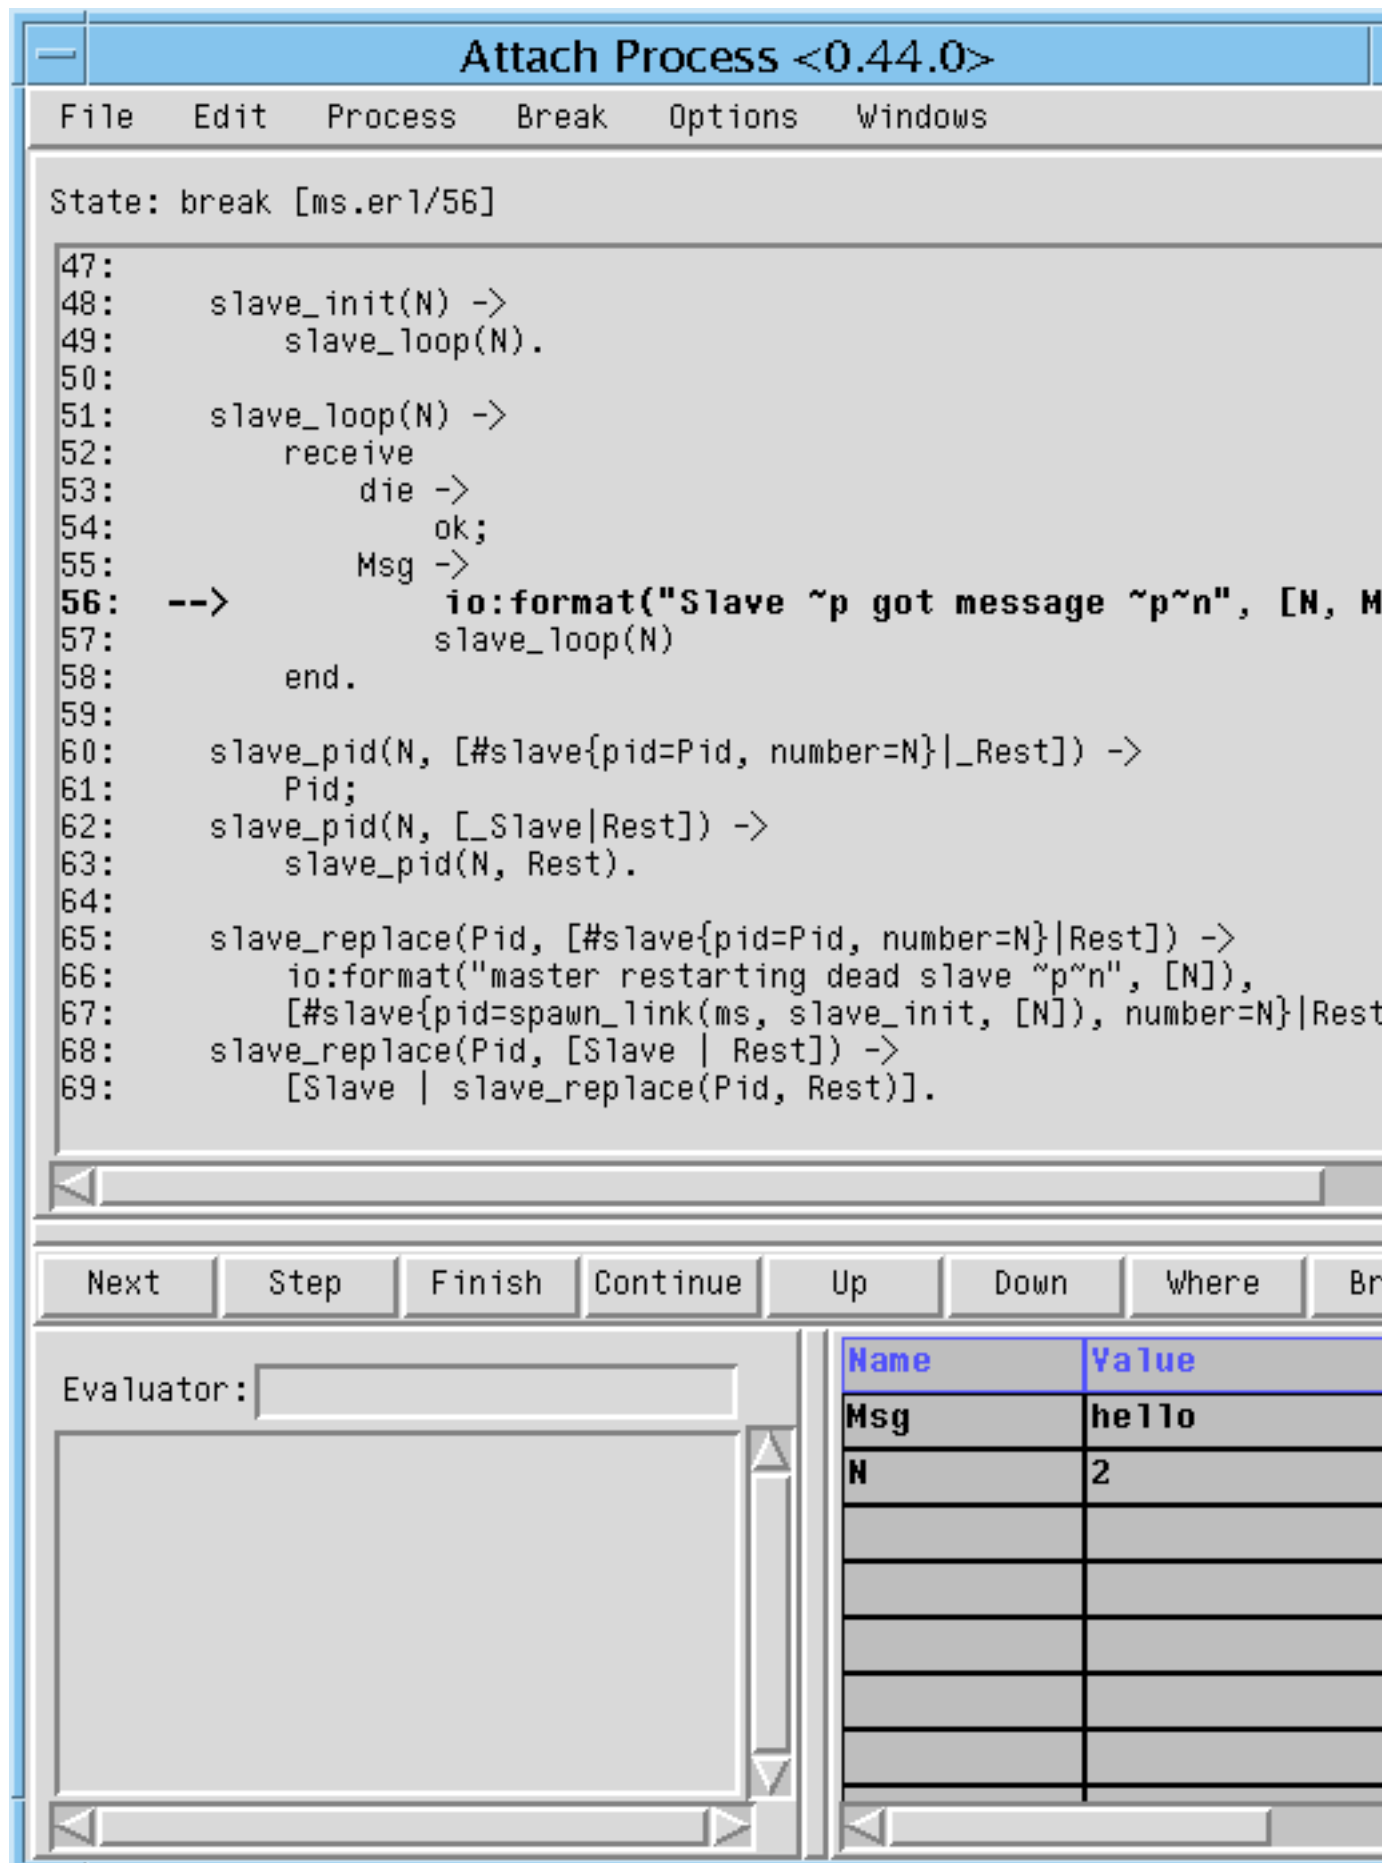 Attach Process <0.44.0>
File Edit Process Break Options Windows
State: break [ms.erl/56]
47:
48: slave_init(N) ->
49: slave_loop(N).
50:
51: slave_loop(N) ->
52: receive
53: die ->
54: ok;
55: Msg ->
56: --> io:format("Slave ~p got message ~p~n", [N, M
57: slave_loop(N)
58: end.
59:
60: slave_pid(N, [#slave{pid=Pid, number=N}|_Rest]) ->
61: Pid;
62: slave_pid(N, [_Slave|Rest]) ->
63: slave_pid(N, Rest).
64:
65: slave_replace(Pid, [#slave{pid=Pid, number=N}|Rest]) ->
66: io:format("master restarting dead slave ~p~n", [N]),
67: [#slave{pid=spawn_link(ms, slave_init, [N]), number=N}|Rest
68: slave_replace(Pid, [Slave | Rest]) ->
69: [Slave | slave_replace(Pid, Rest)].
Next Step Finish Continue Up Down Where Br
Evaluator:
Name Value
Msg hello
N 2